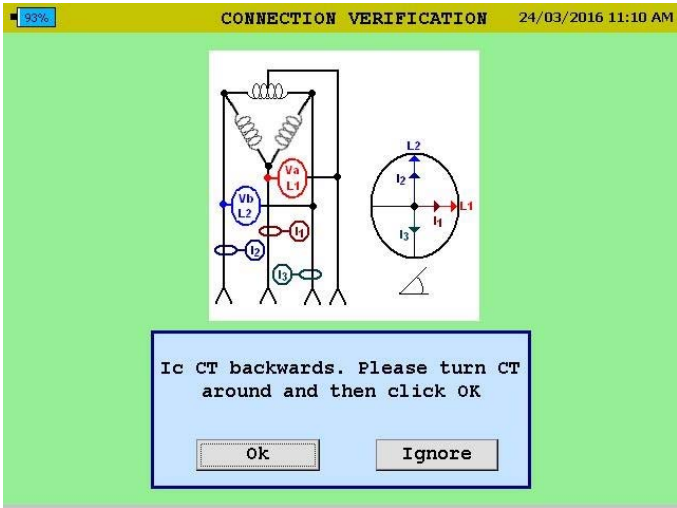 93%
CONNECTION VERIFICATION
24/03/2016 11:10 AM
Va
L1
Vb
L2
I1
I2
I3
L2
I2
L1
I1
I3
Ic CT backwards. Please turn CT
around and then click OK
Ok
Ignore